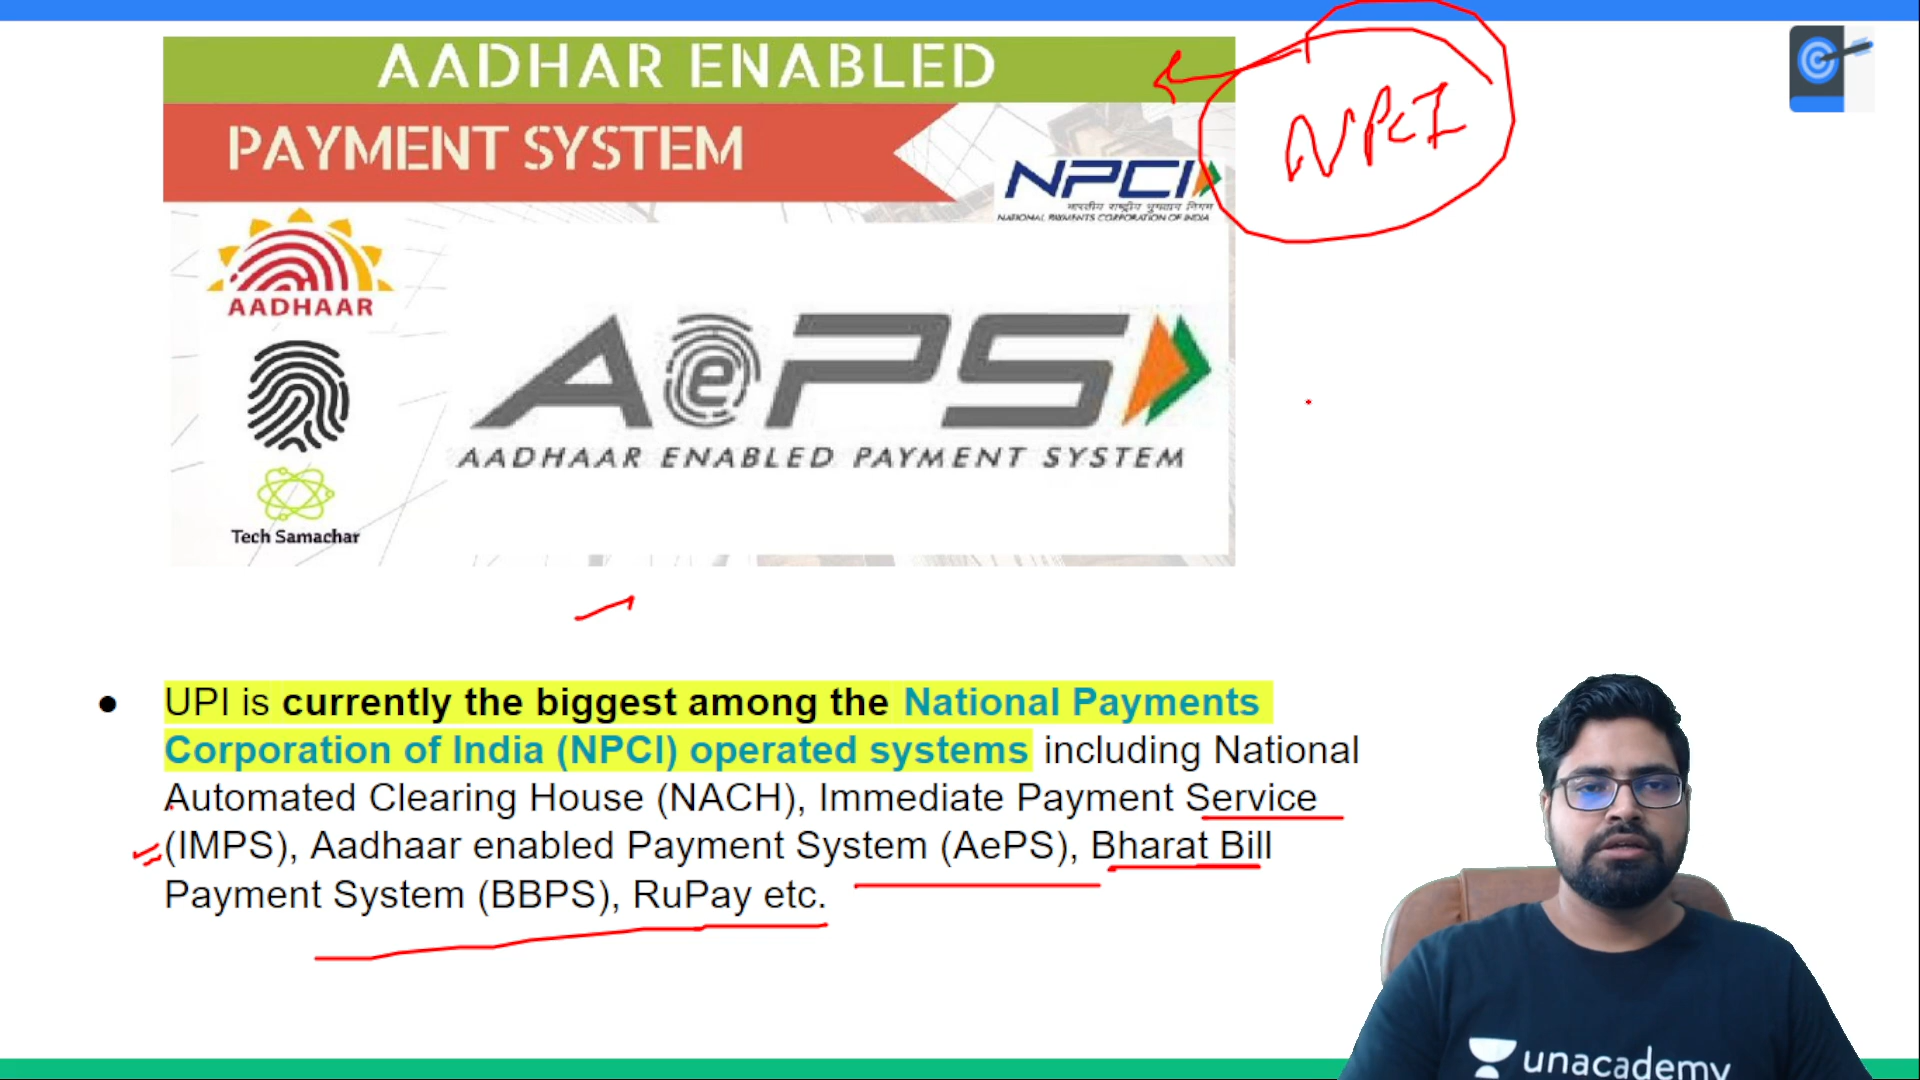 AADHAR ENABLED
PAYMENT SYSTEM
NPCI
NPCI
भारतीय राष्ट्रीय भुगतान निगम
NATIONAL PAYMENTS CORPORATION OF INDIA
AADHAAR
AePS
AADHAAR ENABLED PAYMENT SYSTEM
Tech Samachar
● UPI is currently the biggest among the National Payments
Corporation of India (NPCI) operated systems including National
Automated Clearing House (NACH), Immediate Payment Service
(IMPS), Aadhaar enabled Payment System (AePS), Bharat Bill
Payment System (BBPS), RuPay etc.
unacademy